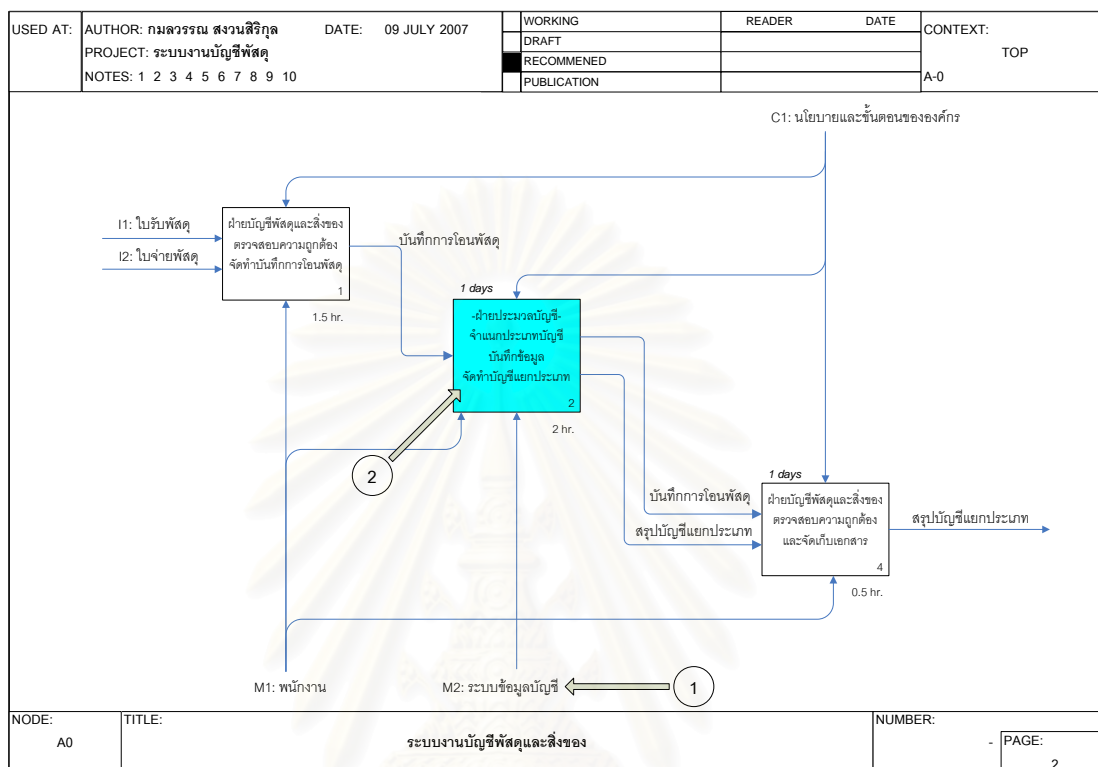 USED AT:
AUTHOR: กมลวรรณ สงวนสิริกุล DATE: 09 JULY 2007
PROJECT: ระบบงานบัญชีพัสดุ
NOTES: 1 2 3 4 5 6 7 8 9 10
WORKING
DRAFT
RECOMMENED
PUBLICATION
READER DATE
CONTEXT:
TOP
A-0
C1: นโยบายและขั้นตอนขององค์กร
I1: ใบรับพัสดุ
I2: ใบจ่ายพัสดุ
ฝ่ายบัญชีพัสดุและสิ่งของ
ตรวจสอบความถูกต้อง
จัดทำบันทึกการโอนพัสดุ
1
1.5 hr.
บันทึกการโอนพัสดุ
1 days
-ฝ่ายประมวลบัญชี-
จำแนกประเภทบัญชี
บันทึกข้อมูล
จัดทำบัญชีแยกประเภท
2
2 hr.
2
บันทึกการโอนพัสดุ
สรุปบัญชีแยกประเภท
1 days
ฝ่ายบัญชีพัสดุและสิ่งของ
ตรวจสอบความถูกต้อง
และจัดเก็บเอกสาร
4
0.5 hr.
สรุปบัญชีแยกประเภท
M1: พนักงาน
M2: ระบบข้อมูลบัญชี
1
NODE:
A0
TITLE:
ระบบงานบัญชีพัสดุและสิ่งของ
NUMBER:
-
PAGE:
2